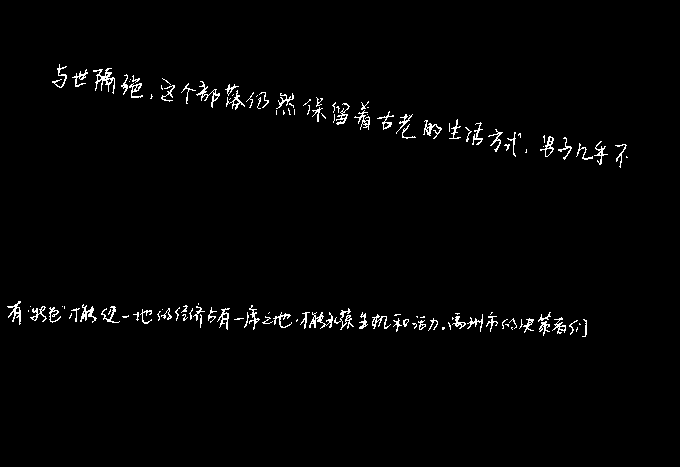 与世隔绝,这个部落仍然保留着古老的生活方式,男子几乎不
有“特色”才能使一地的经济占有一席之地,才能永葆生机和活力。禹州市的决策者们